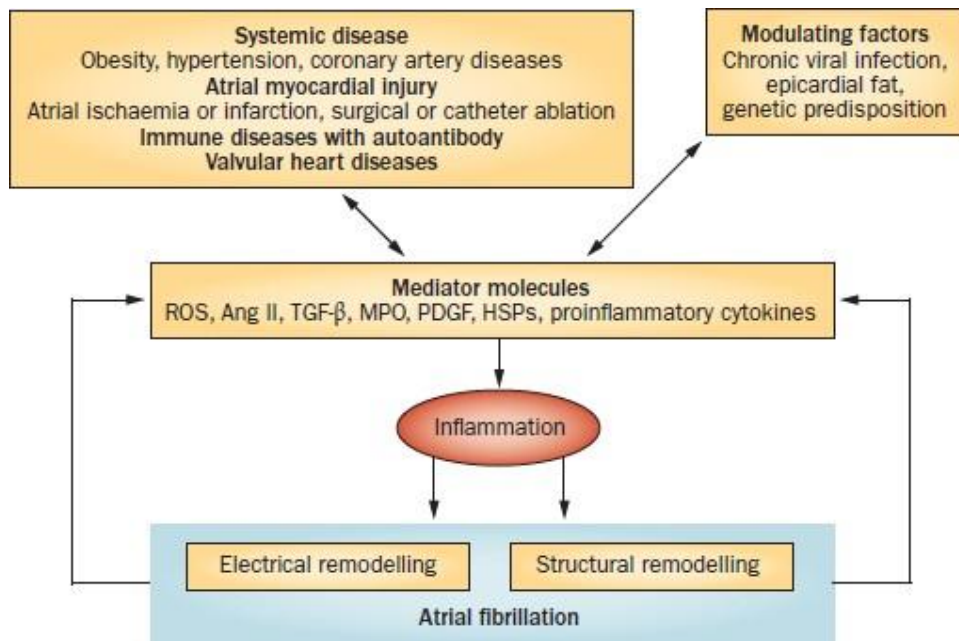 Systemic disease
Obesity, hypertension, coronary artery diseases
Atrial myocardial injury
Atrial ischaemia or infarction, surgical or catheter ablation
Immune diseases with autoantibody
Valvular heart diseases
Modulating factors
Chronic viral infection,
epicardial fat,
genetic predisposition
Mediator molecules
ROS, Ang II, TGF-β, MPO, PDGF, HSPs, proinflammatory cytokines
Inflammation
Electrical remodelling
Structural remodelling
Atrial fibrillation